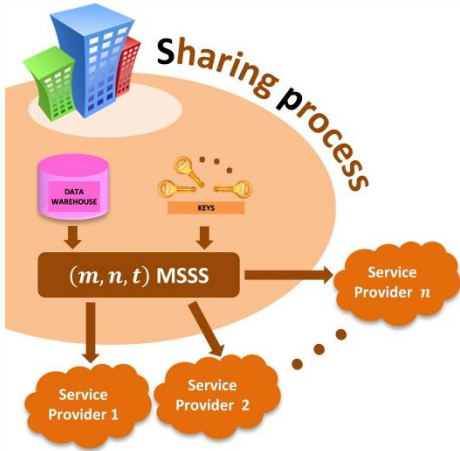 Sharing process
DATA
WAREHOUSE
KEYS
(m, n, t) MSSS
Service
Provider n
Service
Provider 1
Service
Provider 2